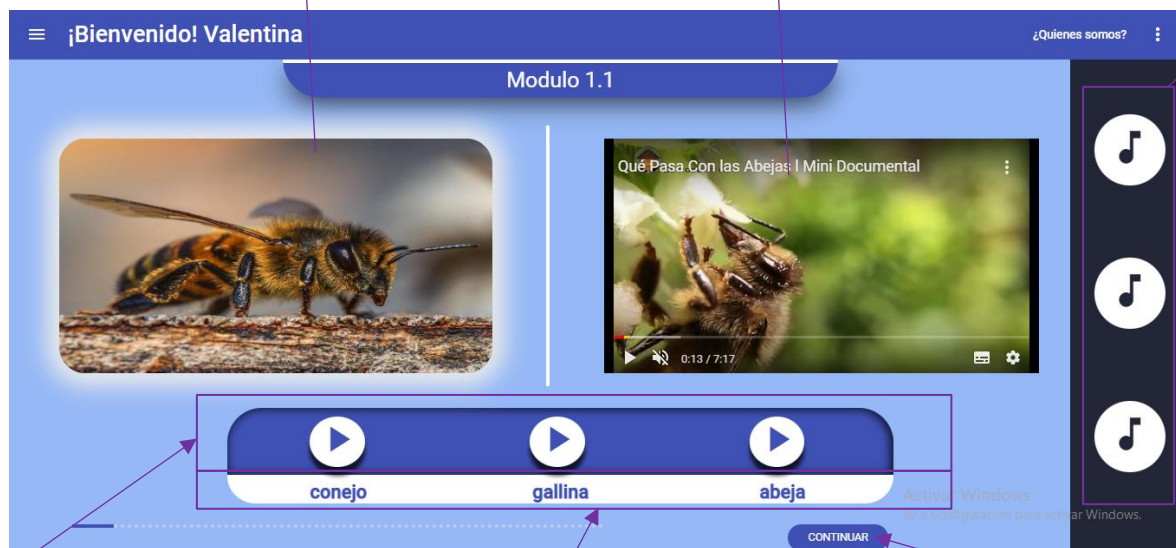 ¡Bienvenido! Valentina
¿Quienes somos?
Modulo 1.1
Qué Pasa Con las Abejas l Mini Documental
0:13 / 7:17
conejo
gallina
abeja
Activar Windows
Ve a Configuración para activar Windows.
CONTINUAR